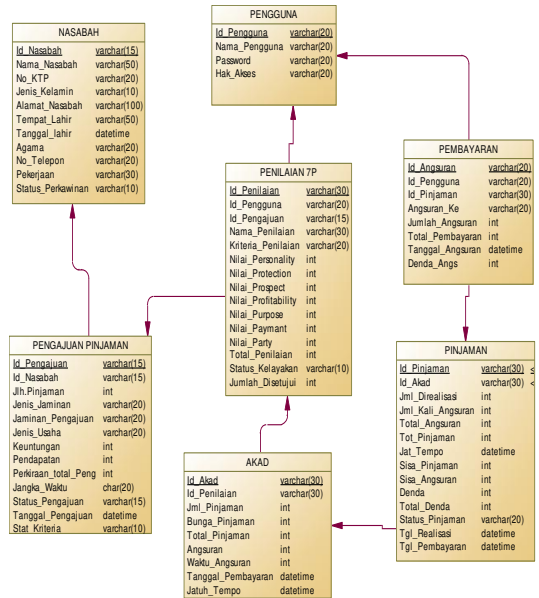 NASABAH
Id_Nasabah varchar(15)
Nama_Nasabah varchar(50)
No_KTP varchar(20)
Jenis_Kelamin varchar(10)
Alamat_Nasabah varchar(100)
Tempat_Lahir varchar(50)
Tanggal_lahir datetime
Agama varchar(20)
No_Telepon varchar(20)
Pekerjaan varchar(30)
Status_Perkawinan varchar(10)
PENGGUNA
Id_Pengguna varchar(20)
Nama_Pengguna varchar(20)
Password varchar(20)
Hak_Akses varchar(20)
PEMBAYARAN
Id_Angsuran varchar(20)
Id_Pengguna varchar(20)
Id_Pinjaman varchar(30)
Angsuran_Ke varchar(20)
Jumlah_Angsuran int
Total_Pembayaran int
Tanggal_Angsuran datetime
Denda_Angs int
PENILAIAN 7P
Id_Penilaian varchar(30)
Id_Pengguna varchar(20)
Id_Pengajuan varchar(15)
Nama_Penilaian varchar(30)
Kriteria_Penilaian varchar(20)
Nilai_Personality int
Nilai_Protection int
Nilai_Prospect int
Nilai_Profitability int
Nilai_Purpose int
Nilai_Paymant int
Nilai_Party int
Total_Penilaian int
Status_Kelayakan varchar(10)
Jumlah_Disetujui int
PENGAJUAN PINJAMAN
Id_Pengajuan varchar(15)
Id_Nasabah varchar(15)
Jlh.Pinjaman int
Jenis_Jaminan varchar(20)
Jaminan_Pengajuan varchar(20)
Jenis_Usaha varchar(20)
Keuntungan int
Pendapatan int
Perkiraan_total_Peng int
Jangka_Waktu char(20)
Status_Pengajuan varchar(15)
Tanggal_Pengajuan datetime
Stat_Kriteria varchar(10)
PINJAMAN
Id_Pinjaman varchar(30) <
Id_Akad varchar(30) <
Jml_Direalisasi int
Jml_Kali_Angsuran int
Total_Angsuran int
Tot_Pinjaman int
Jat_Tempo datetime
Sisa_Pinjaman int
Sisa_Angsuran int
Denda int
Total_Denda int
Status_Pinjaman varchar(20)
Tgl_Realisasi datetime
Tgl_Pembayaran datetime
AKAD
Id_Akad varchar(30)
Id_Penilaian varchar(30)
Jml_Pinjaman int
Bunga_Pinjaman int
Total_Pinjaman int
Angsuran int
Waktu_Angsuran int
Tanggal_Pembayaran datetime
Jatuh_Tempo datetime